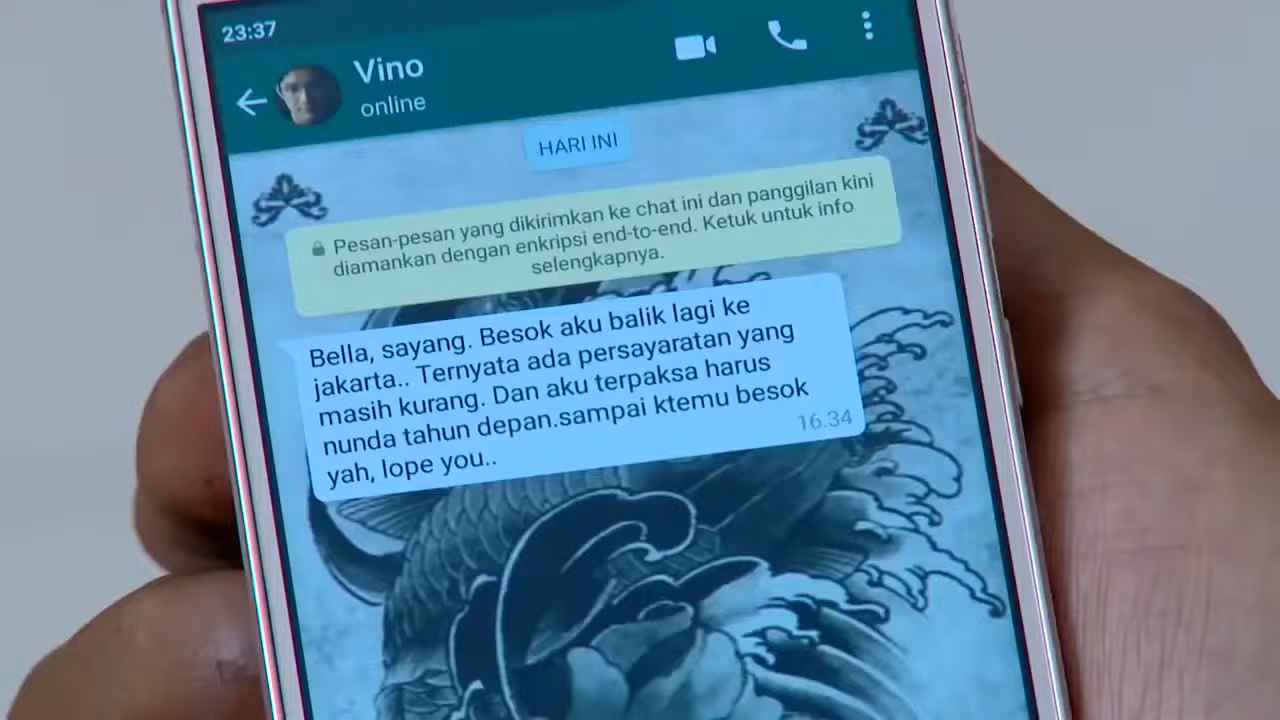 23:37
Vino
online
HARI INI
Pesan-pesan yang dikirimkan ke chat ini dan panggilan kini
diamankan dengan enkripsi end-to-end. Ketuk untuk info
selengkapnya.
Bella, sayang. Besok aku balik lagi ke
jakarta.. Ternyata ada persayaratan yang
masih kurang. Dan aku terpaksa harus
nunda tahun depan.sampai ktemu besok
yah, lope you..
16.34